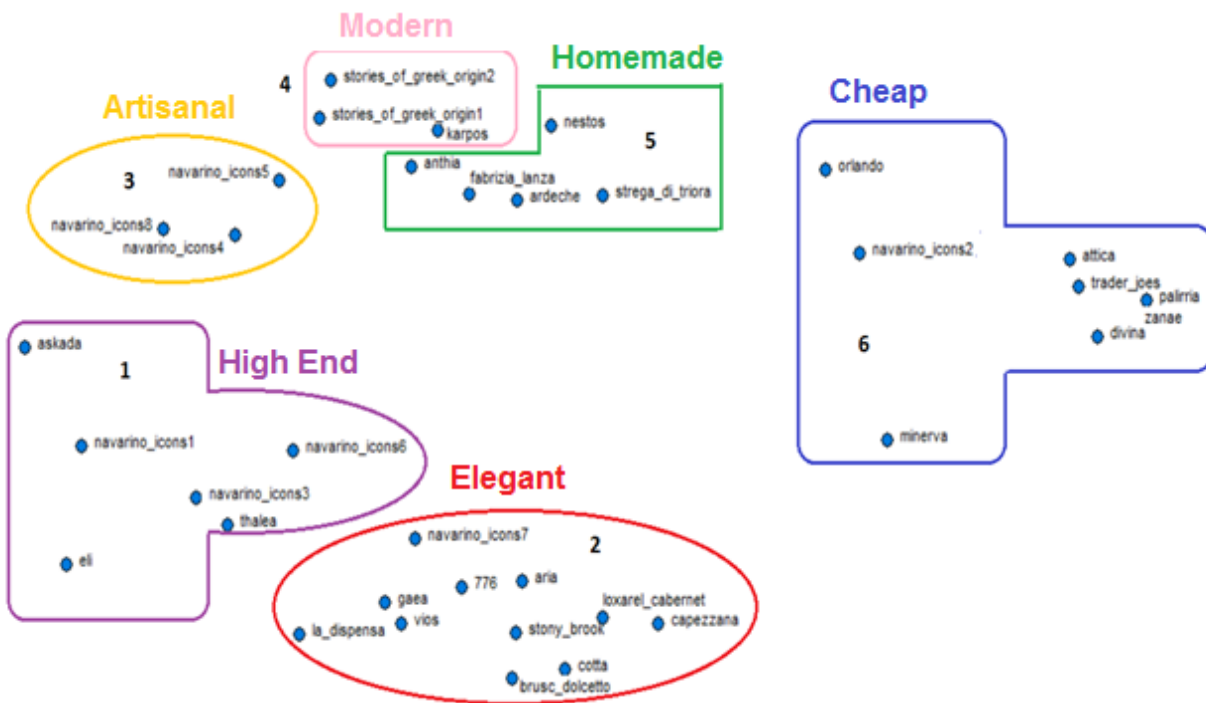 Modern
4
stories_of_greek_origin2
stories_of_greek_origin1
karpos
Homemade
nestos
5
anthia
fabrizia_lanza
ardeche
strega_di_triora
Cheap
orlando
navarino_icons2
attica
trader_joes
palirria
zanae
divina
6
minerva
Artisanal
3
navarino_icons5
navarino_icons8
navarino_icons4
High End
askada
1
navarino_icons1
navarino_icons6
navarino_icons3
thalea
eli
Elegant
navarino_icons7
2
776
aria
gaea
loxarel_cabernet
vios
la_dispensa
stony_brook
capezzana
cotta
brusc_dolcetto